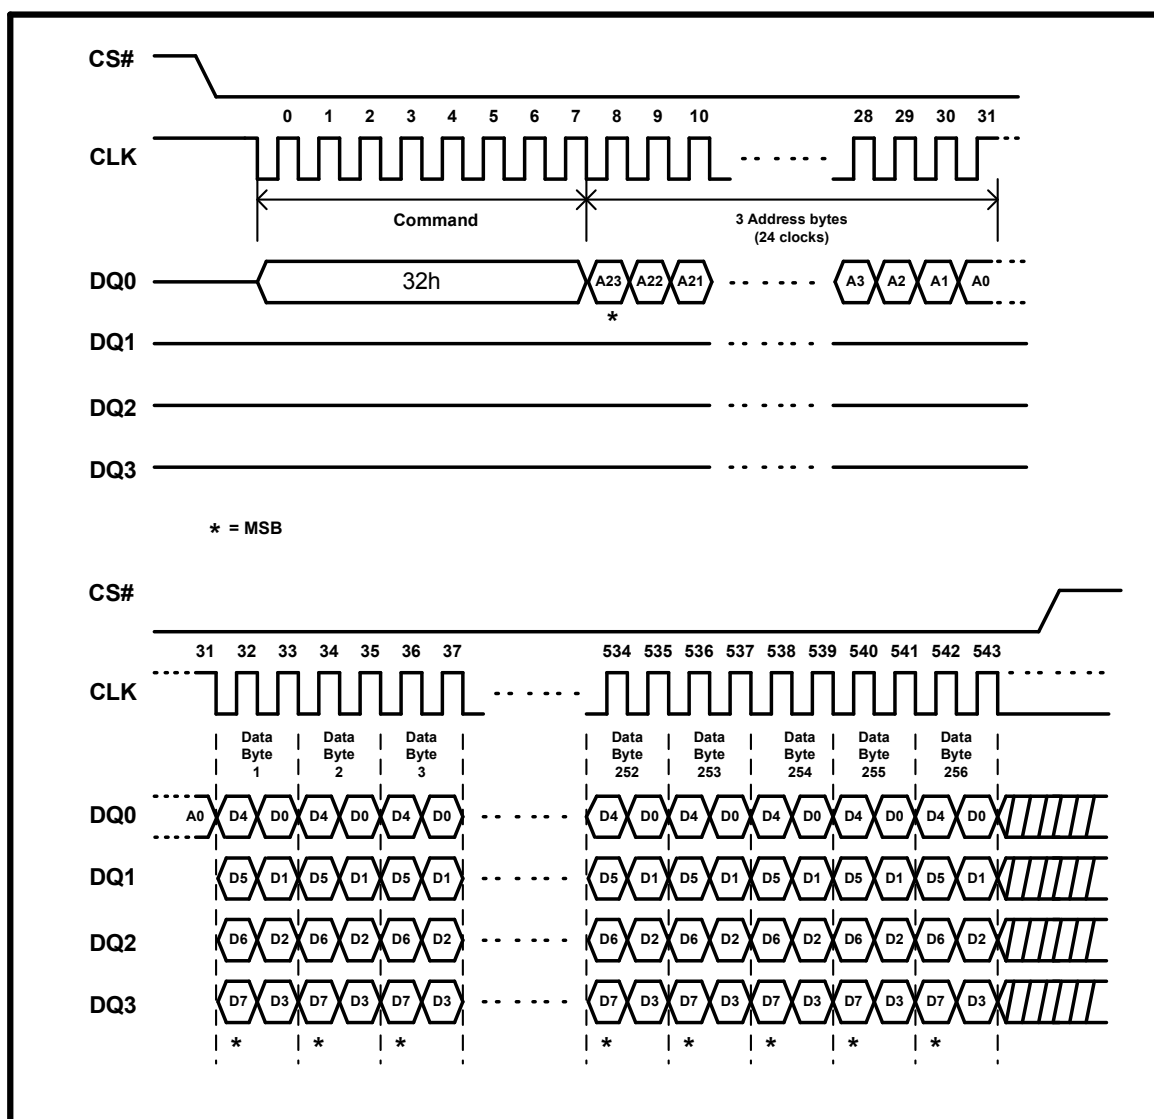 CS#
0 1 2 3 4 5 6 7 8 9 10 28 29 30 31
CLK
Command
3 Address bytes
(24 clocks)
DQ0 32h A23 A22 A21 A3 A2 A1 A0
*
DQ1
DQ2
DQ3
* = MSB
CS#
31 32 33 34 35 36 37 534 535 536 537 538 539 540 541 542 543
CLK
Data Data Data Data Data Data Data Data
Byte Byte Byte Byte Byte Byte Byte Byte
1 2 3 252 253 254 255 256
DQ0 A0 D4 D0 D4 D0 D4 D0 D4 D0 D4 D0 D4 D0 D4 D0 D4 D0
DQ1 D5 D1 D5 D1 D5 D1 D5 D1 D5 D1 D5 D1 D5 D1 D5 D1
DQ2 D6 D2 D6 D2 D6 D2 D6 D2 D6 D2 D6 D2 D6 D2 D6 D2
DQ3 D7 D3 D7 D3 D7 D3 D7 D3 D7 D3 D7 D3 D7 D3 D7 D3
* * * * * * * *